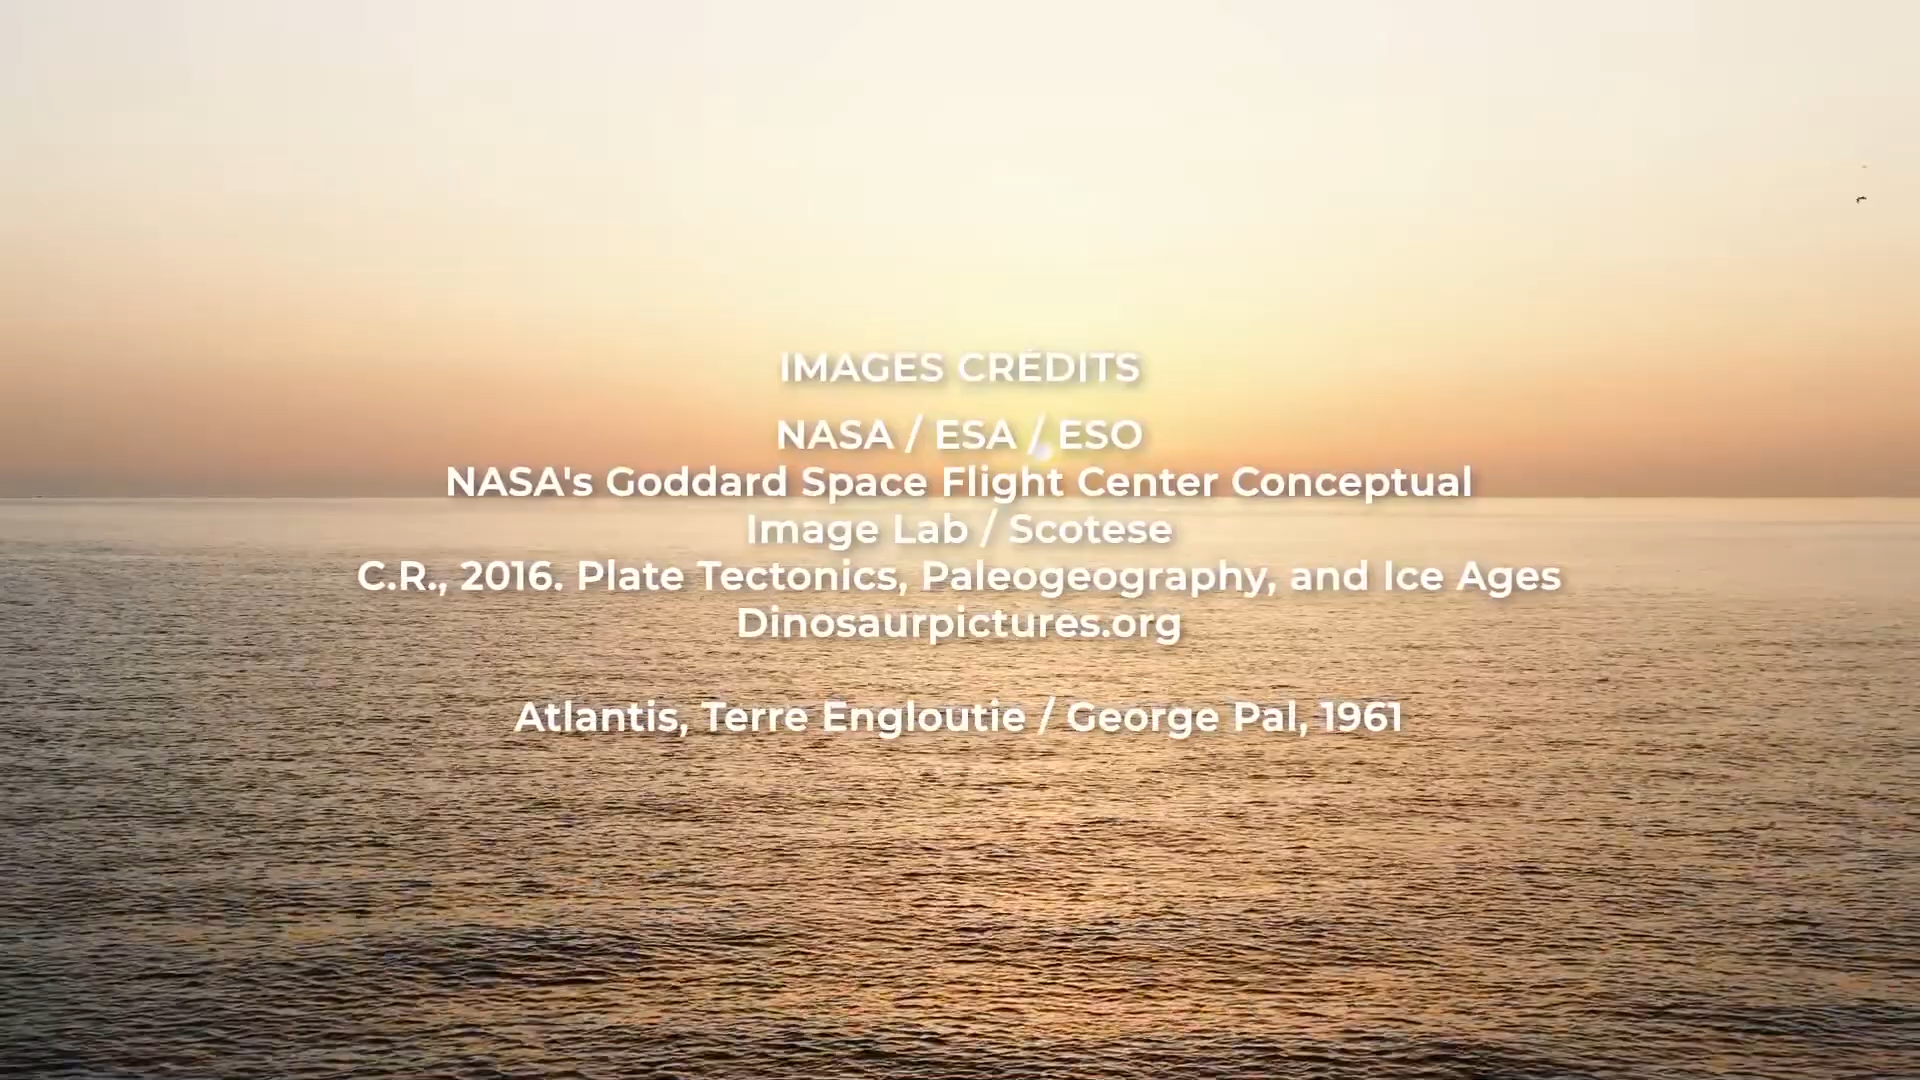 IMAGES CRÉDITS
NASA / ESA / ESO
NASA's Goddard Space Flight Center Conceptual
Image Lab / Scotese
C.R., 2016. Plate Tectonics, Paleogeography, and Ice Ages
Dinosaurpictures.org
Atlantis, Terre Engloutie / George Pal, 1961